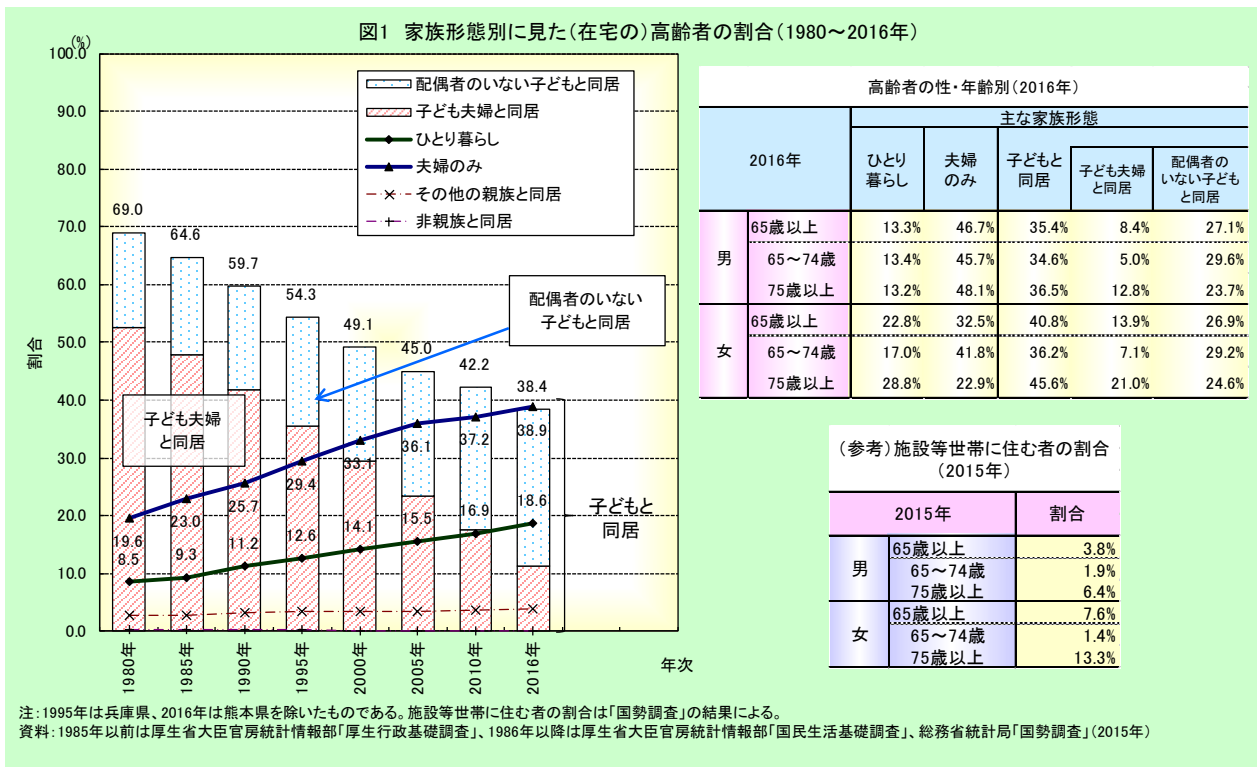 図1 家族形態別に見た(在宅の)高齢者の割合(1980～2016年)
(%)
100.0
90.0
80.0
70.0
60.0
50.0
40.0
30.0
20.0
10.0
0.0
割合
配偶者のいない子どもと同居
子ども夫婦と同居
ひとり暮らし
夫婦のみ
その他の親族と同居
非親族と同居
69.0
64.6
59.7
54.3
49.1
45.0
42.2
38.4
配偶者のいない
子どもと同居
子ども夫婦
と同居
19.6
23.0
25.7
29.4
33.1
36.1
37.2
38.9
8.5
9.3
11.2
12.6
14.1
15.5
16.9
18.6
子どもと
同居
1980年
1985年
1990年
1995年
2000年
2005年
2010年
2016年
年次
高齢者の性・年齢別(2016年)
2016年
主な家族形態
ひとり
暮らし
夫婦
のみ
子どもと
同居
子ども夫婦
と同居
配偶者の
いない子ども
と同居
男
65歳以上 13.3% 46.7% 35.4% 8.4% 27.1%
65～74歳 13.4% 45.7% 34.6% 5.0% 29.6%
75歳以上 13.2% 48.1% 36.5% 12.8% 23.7%
女
65歳以上 22.8% 32.5% 40.8% 13.9% 26.9%
65～74歳 17.0% 41.8% 36.2% 7.1% 29.2%
75歳以上 28.8% 22.9% 45.6% 21.0% 24.6%
(参考)施設等世帯に住む者の割合
(2015年)
2015年 割合
男
65歳以上 3.8%
65～74歳 1.9%
75歳以上 6.4%
女
65歳以上 7.6%
65～74歳 1.4%
75歳以上 13.3%
注:1995年は兵庫県、2016年は熊本県を除いたものである。施設等世帯に住む者の割合は「国勢調査」の結果による。
資料:1985年以前は厚生省大臣官房統計情報部「厚生行政基礎調査」、1986年以降は厚生省大臣官房統計情報部「国民生活基礎調査」、総務省統計局「国勢調査」(2015年)